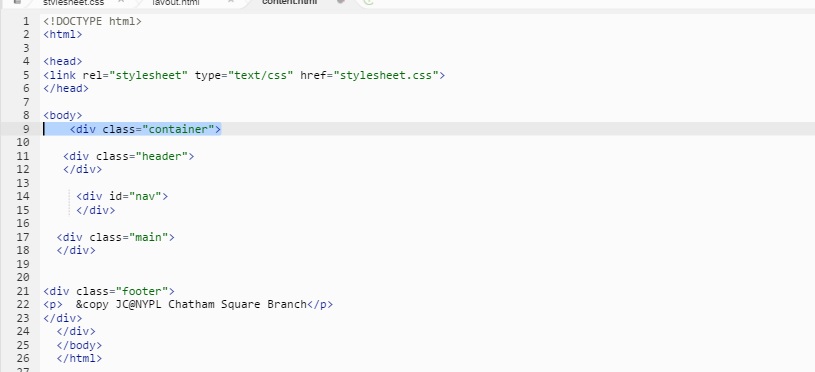 stylesheet.css layout.html content.html
1 <!DOCTYPE html>
2 <html>
3
4 <head>
5 <link rel="stylesheet" type="text/css" href="stylesheet.css">
6 </head>
7
8 <body>
9 <div class="container">
10
11 <div class="header">
12 </div>
13
14 <div id="nav">
15 </div>
16
17 <div class="main">
18 </div>
19
20
21 <div class="footer">
22 <p>  &copy JC@NYPL Chatham Square Branch</p>
23 </div>
24 </div>
25 </body>
26 </html>
27